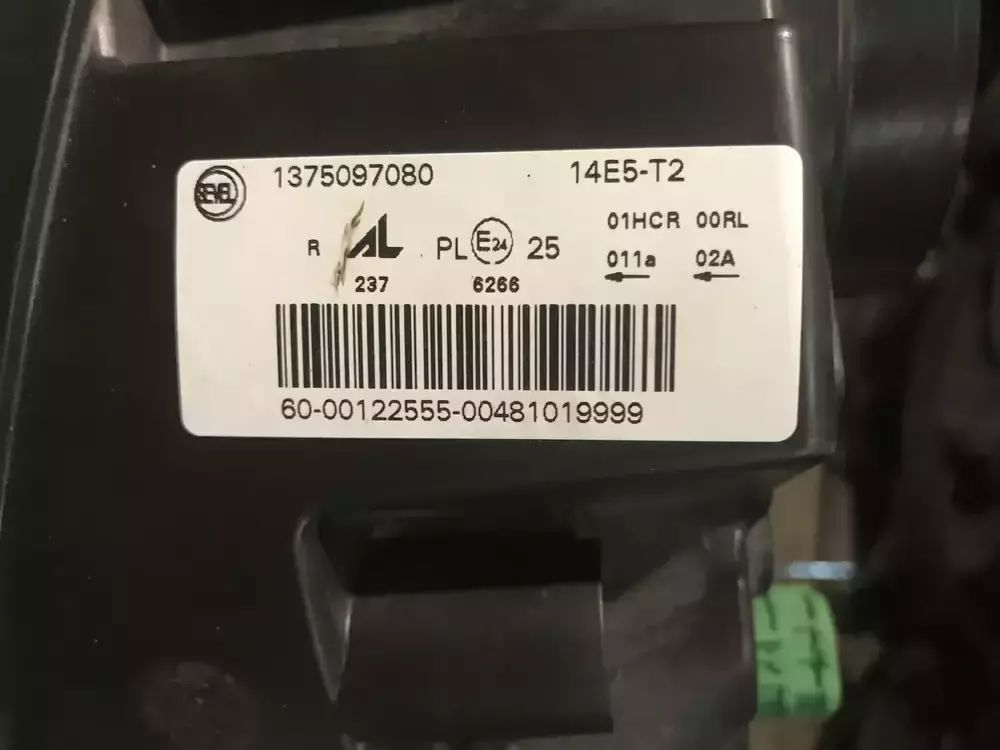 SEVEL 1375097080 14E5-T2
01HCR 00RL
R AL PL E24 25
011a 02A
237 6266
60-00122555-00481019999